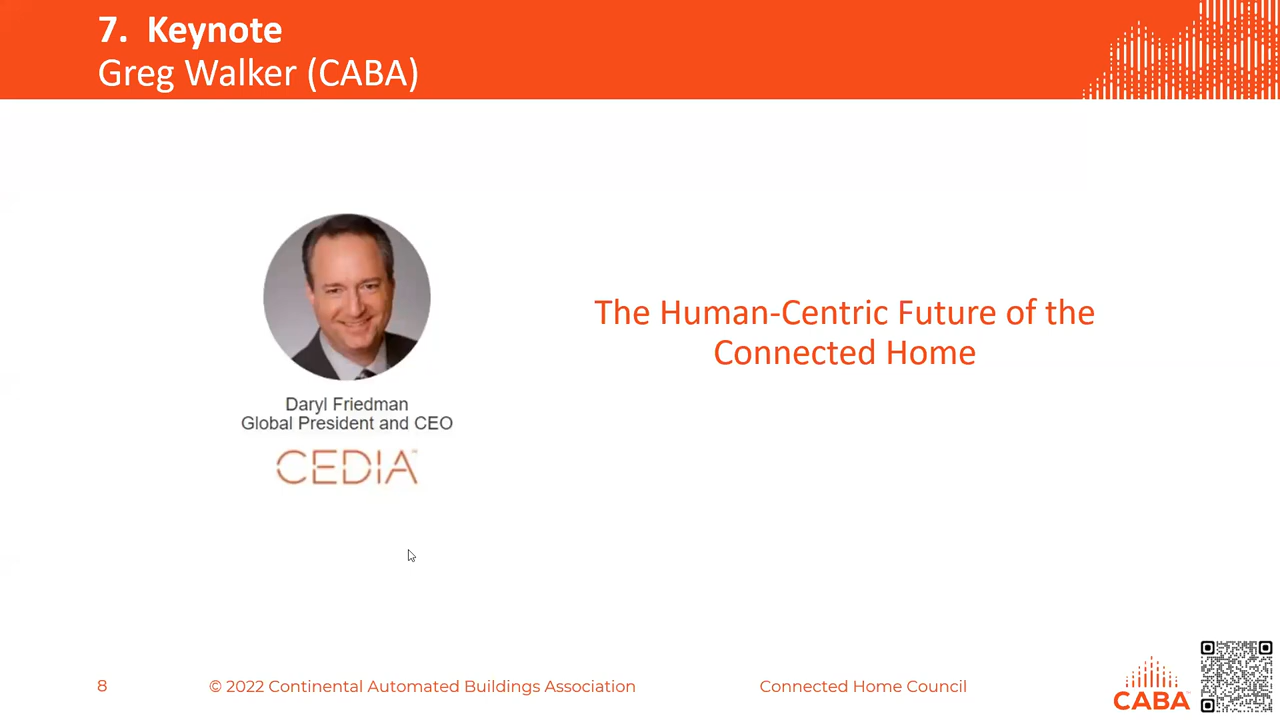 7. Keynote
Greg Walker (CABA)
The Human-Centric Future of the
Connected Home
Daryl Friedman
Global President and CEO
CEDIA™
8
© 2022 Continental Automated Buildings Association
Connected Home Council
CABA